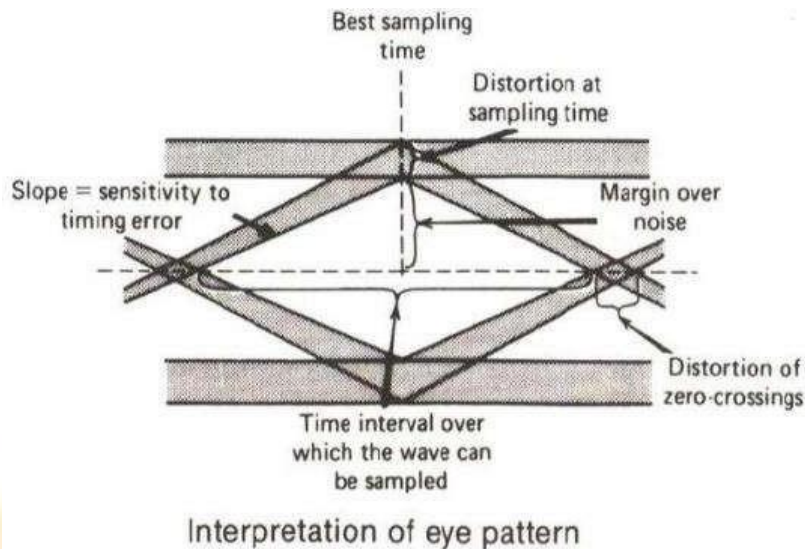 Best sampling
time
Distortion at
sampling time
Slope = sensitivity to
timing error
Margin over
noise
Distortion of
zero-crossings
Time interval over
which the wave can
be sampled
Interpretation of eye pattern